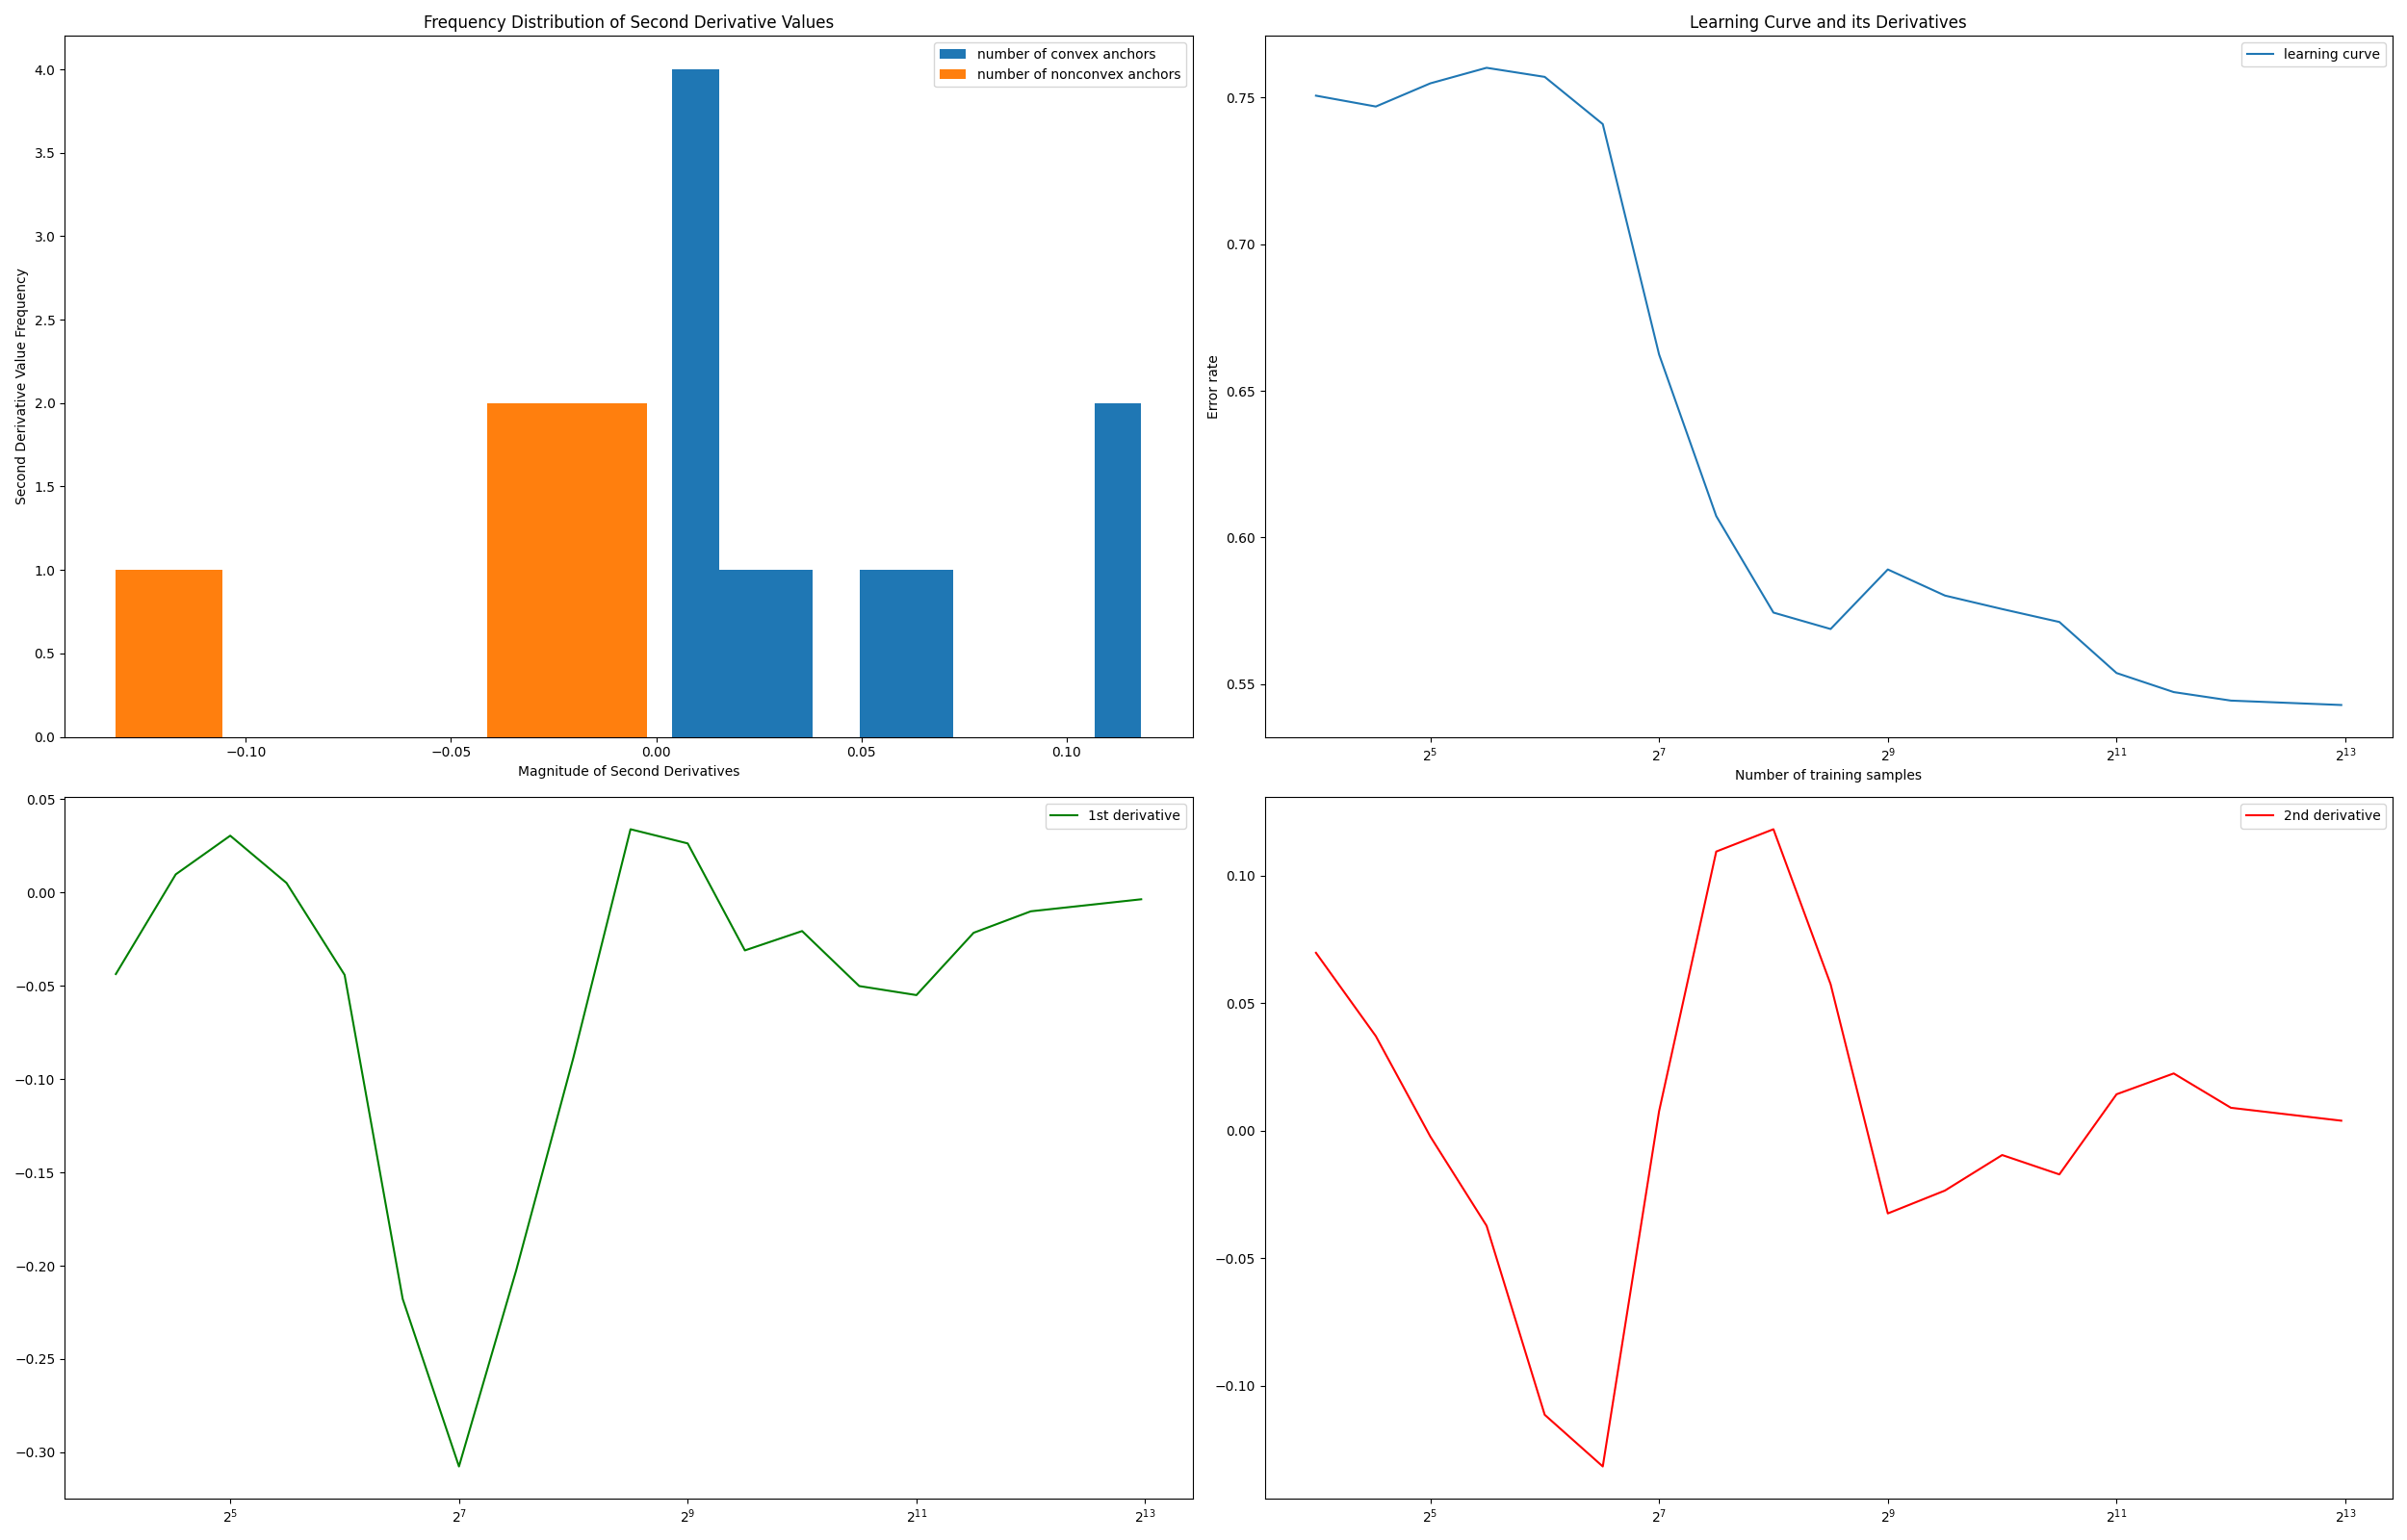 Frequency Distribution of Second Derivative Values
number of convex anchors
number of nonconvex anchors
4.0
3.5
3.0
2.5
2.0
1.5
1.0
0.5
0.0
Second Derivative Value Frequency
−0.10 −0.05 0.00 0.05 0.10
Magnitude of Second Derivatives
Learning Curve and its Derivatives
learning curve
0.75
0.70
0.65
0.60
0.55
Error rate
2^5 2^7 2^9 2^11 2^13
Number of training samples
1st derivative
0.05
0.00
−0.05
−0.10
−0.15
−0.20
−0.25
−0.30
2^5 2^7 2^9 2^11 2^13
2nd derivative
0.10
0.05
0.00
−0.05
−0.10
2^5 2^7 2^9 2^11 2^13